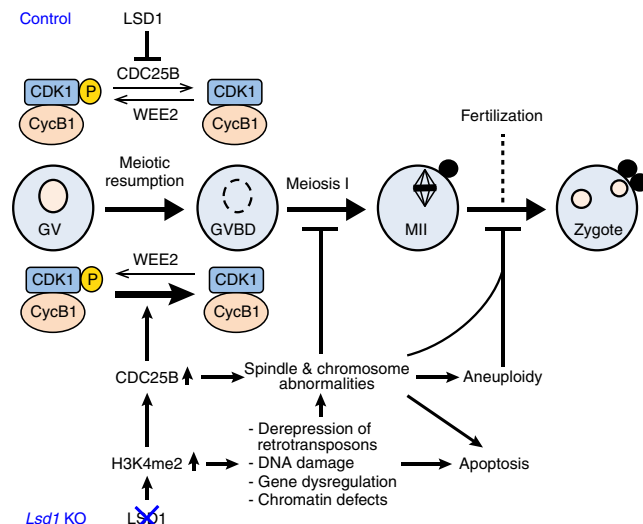 Control
LSD1
CDC25B
CDK1 P
CDK1
WEE2
CycB1
CycB1
Fertilization
Meiotic
resumption
Meiosis I
GV
GVBD
MII
Zygote
WEE2
CDK1 P
CDK1
CycB1
CycB1
CDC25B
Spindle & chromosome
abnormalities
Aneuploidy
- Derepression of
retrotransposons
H3K4me2
- DNA damage
Apoptosis
- Gene dysregulation
- Chromatin defects
Lsd1 KO
LSD1